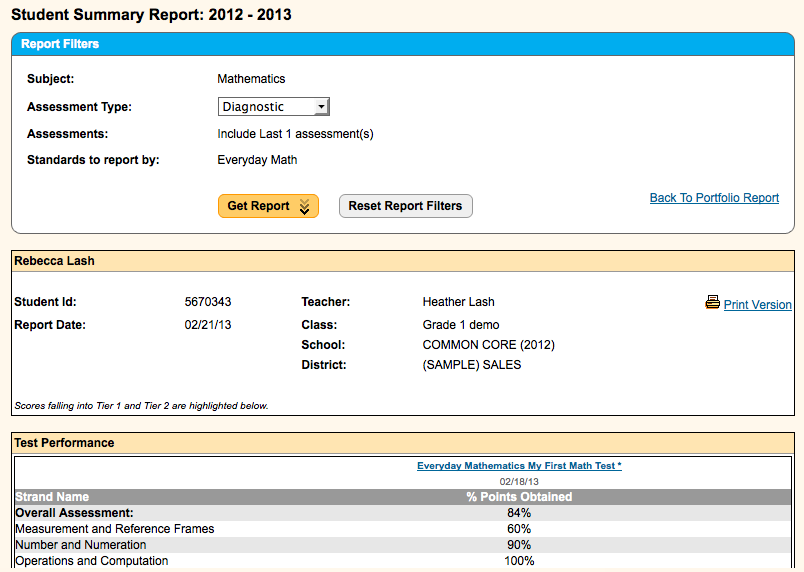 Student Summary Report: 2012 - 2013
Report Filters
Subject: Mathematics
Assessment Type: Diagnostic
Assessments: Include Last 1 assessment(s)
Standards to report by: Everyday Math
Get Report Reset Report Filters Back To Portfolio Report
Rebecca Lash
Student Id: 5670343 Teacher: Heather Lash Print Version
Report Date: 02/21/13 Class: Grade 1 demo
School: COMMON CORE (2012)
District: (SAMPLE) SALES
Scores falling into Tier 1 and Tier 2 are highlighted below.
Test Performance
Everyday Mathematics My First Math Test *
02/18/13
Strand Name % Points Obtained
Overall Assessment: 84%
Measurement and Reference Frames 60%
Number and Numeration 90%
Operations and Computation 100%